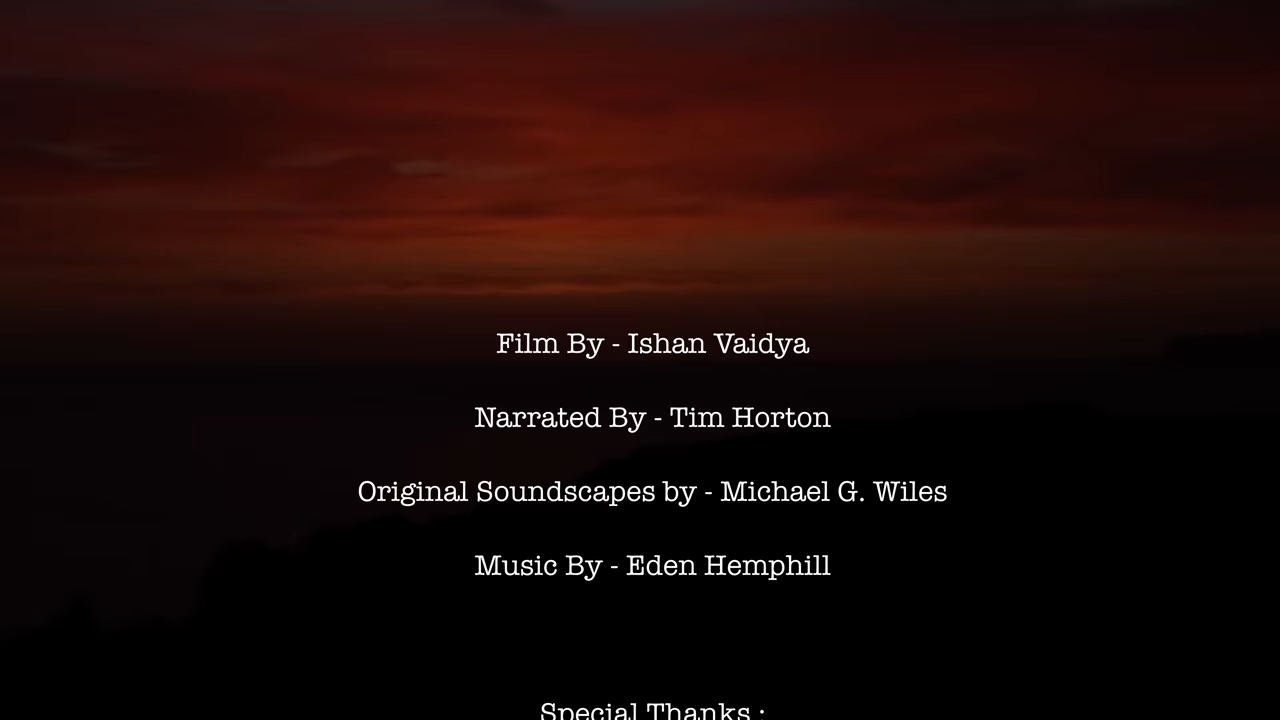 Film By - Ishan Vaidya
Narrated By - Tim Horton
Original Soundscapes by - Michael G. Wiles
Music By - Eden Hemphill
Special Thanks :